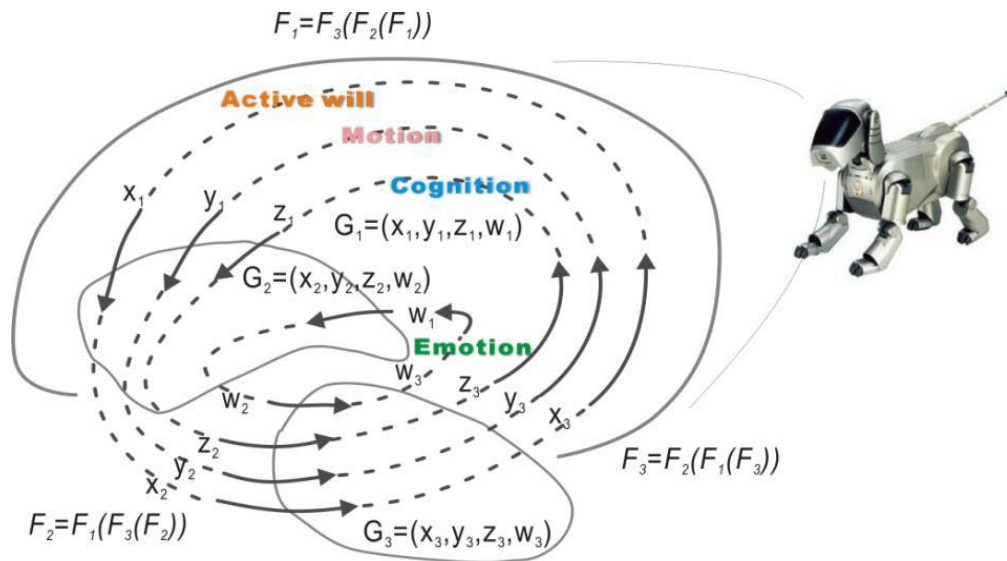 F₁=F₃(F₂(F₁))
Active will
Motion
Cognition
x₁
y₁
z₁
G₁=(x₁,y₁,z₁,w₁)
G₂=(x₂,y₂,z₂,w₂)
w₁
Emotion
w₃
w₂
z₃
y₃
x₃
z₂
y₂
x₂
F₃=F₂(F₁(F₃))
F₂=F₁(F₃(F₂))
G₃=(x₃,y₃,z₃,w₃)